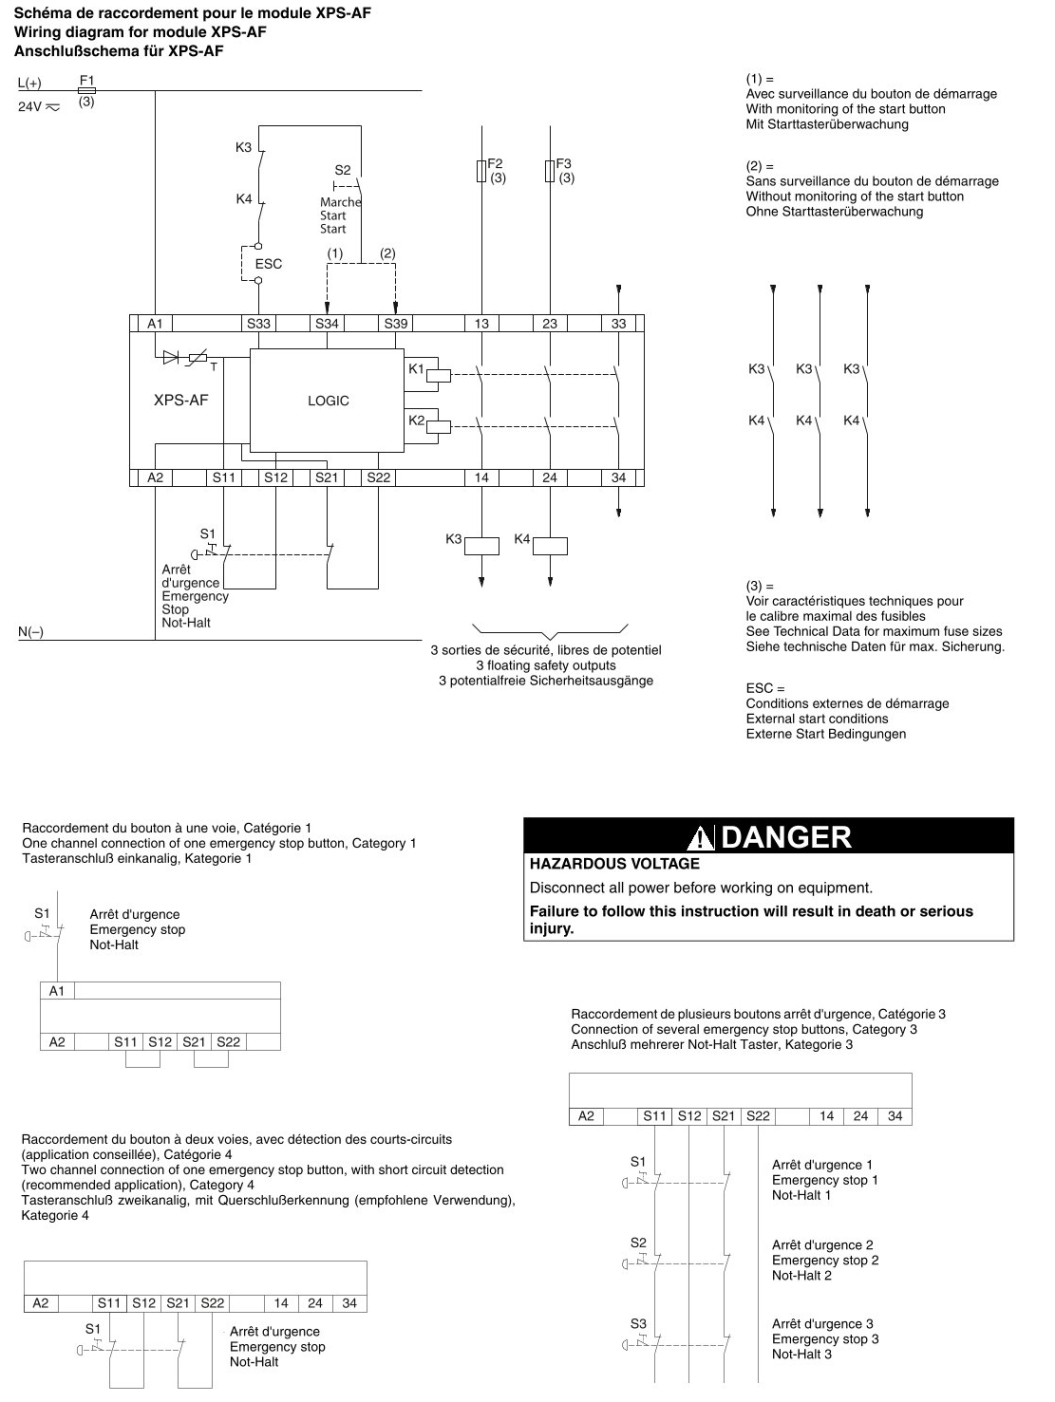 Schéma de raccordement pour le module XPS-AF
Wiring diagram for module XPS-AF
Anschlußschema für XPS-AF
L(+)
F1
24V
(3)
K3
K4
ESC
S2
Marche
Start
Start
(1)
(2)
F2
(3)
F3
(3)
A1
S33
S34
S39
13
23
33
T
XPS-AF
LOGIC
K1
K2
A2
S11
S12
S21
S22
14
24
34
S1
Arrêt
d'urgence
Emergency
Stop
Not-Halt
K3
K4
N(–)
3 sorties de sécurité, libres de potentiel
3 floating safety outputs
3 potentialfreie Sicherheitsausgänge
(1) =
Avec surveillance du bouton de démarrage
With monitoring of the start button
Mit Starttasterüberwachung
(2) =
Sans surveillance du bouton de démarrage
Without monitoring of the start button
Ohne Starttasterüberwachung
K3
K3
K3
K4
K4
K4
(3) =
Voir caractéristiques techniques pour
le calibre maximal des fusibles
See Technical Data for maximum fuse sizes
Siehe technische Daten für max. Sicherung.
ESC =
Conditions externes de démarrage
External start conditions
Externe Start Bedingungen
Raccordement du bouton à une voie, Catégorie 1
One channel connection of one emergency stop button, Category 1
Tasteranschluß einkanalig, Kategorie 1
S1
Arrêt d'urgence
Emergency stop
Not-Halt
A1
A2
S11
S12
S21
S22
DANGER
HAZARDOUS VOLTAGE
Disconnect all power before working on equipment.
Failure to follow this instruction will result in death or serious
injury.
Raccordement du bouton à deux voies, avec détection des courts-circuits
(application conseillée), Catégorie 4
Two channel connection of one emergency stop button, with short circuit detection
(recommended application), Category 4
Tasteranschluß zweikanalig, mit Querschlußerkennung (empfohlene Verwendung),
Kategorie 4
A2
S11
S12
S21
S22
14
24
34
S1
Arrêt d'urgence
Emergency stop
Not-Halt
Raccordement de plusieurs boutons arrêt d'urgence, Catégorie 3
Connection of several emergency stop buttons, Category 3
Anschluß mehrerer Not-Halt Taster, Kategorie 3
A2
S11
S12
S21
S22
14
24
34
S1
Arrêt d'urgence 1
Emergency stop 1
Not-Halt 1
S2
Arrêt d'urgence 2
Emergency stop 2
Not-Halt 2
S3
Arrêt d'urgence 3
Emergency stop 3
Not-Halt 3